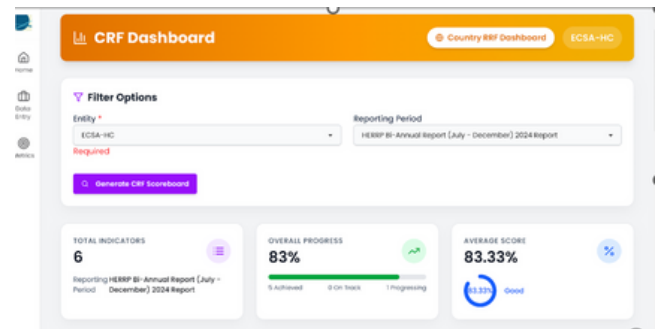 CRF Dashboard
Country RRF Dashboard
ECSA-HC
Home
Data
Entry
Metrics
Filter Options
Entity *
Reporting Period
ECSA-HC
HERRP Bi-Annual Report (July - December) 2024 Report
Required
Generate CRF Scoreboard
TOTAL INDICATORS
6
Reporting HERRP Bi-Annual Report (July -
Period December) 2024 Report
OVERALL PROGRESS
83%
5 Achieved 0 On Track 1 Progressing
AVERAGE SCORE
83.33%
83.33% Good